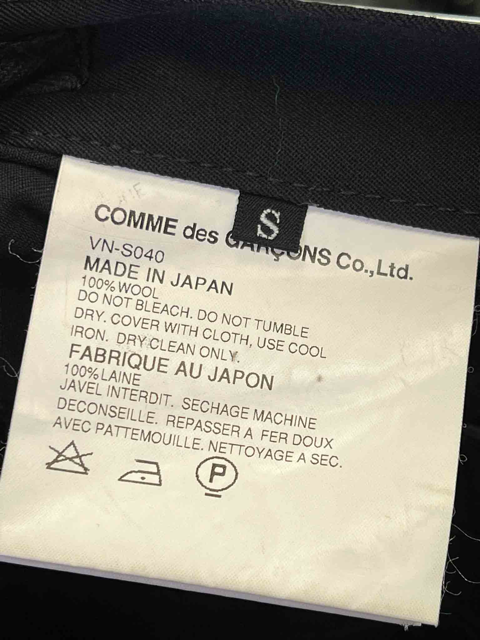 S
COMME des GARÇONS Co.,Ltd.
VN-S040
MADE IN JAPAN
100% WOOL
DO NOT BLEACH. DO NOT TUMBLE
DRY. COVER WITH CLOTH, USE COOL
IRON. DRY CLEAN ONLY.
FABRIQUE AU JAPON
100% LAINE
JAVEL INTERDIT. SECHAGE MACHINE
DECONSEILLE. REPASSER A FER DOUX
AVEC PATTEMOUILLE. NETTOYAGE A SEC.
P